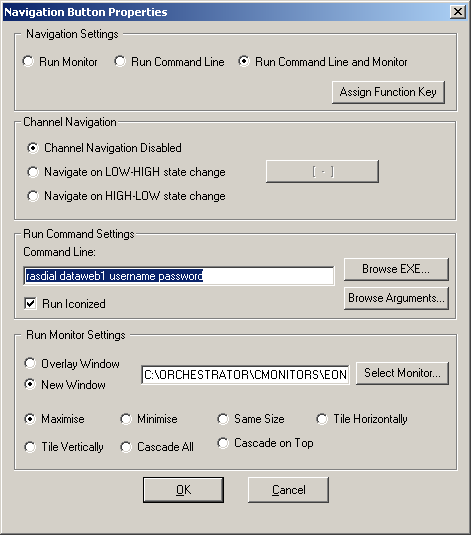 Navigation Button Properties
Navigation Settings
Run Monitor Run Command Line Run Command Line and Monitor
Assign Function Key
Channel Navigation
Channel Navigation Disabled
Navigate on LOW-HIGH state change [ - ]
Navigate on HIGH-LOW state change
Run Command Settings
Command Line:
rasdial dataweb1 username password Browse EXE...
Run Iconized Browse Arguments...
Run Monitor Settings
Overlay Window
New Window C:\ORCHESTRATOR\CMONITORS\EON Select Monitor...
Maximise Minimise Same Size Tile Horizontally
Tile Vertically Cascade All Cascade on Top
OK Cancel